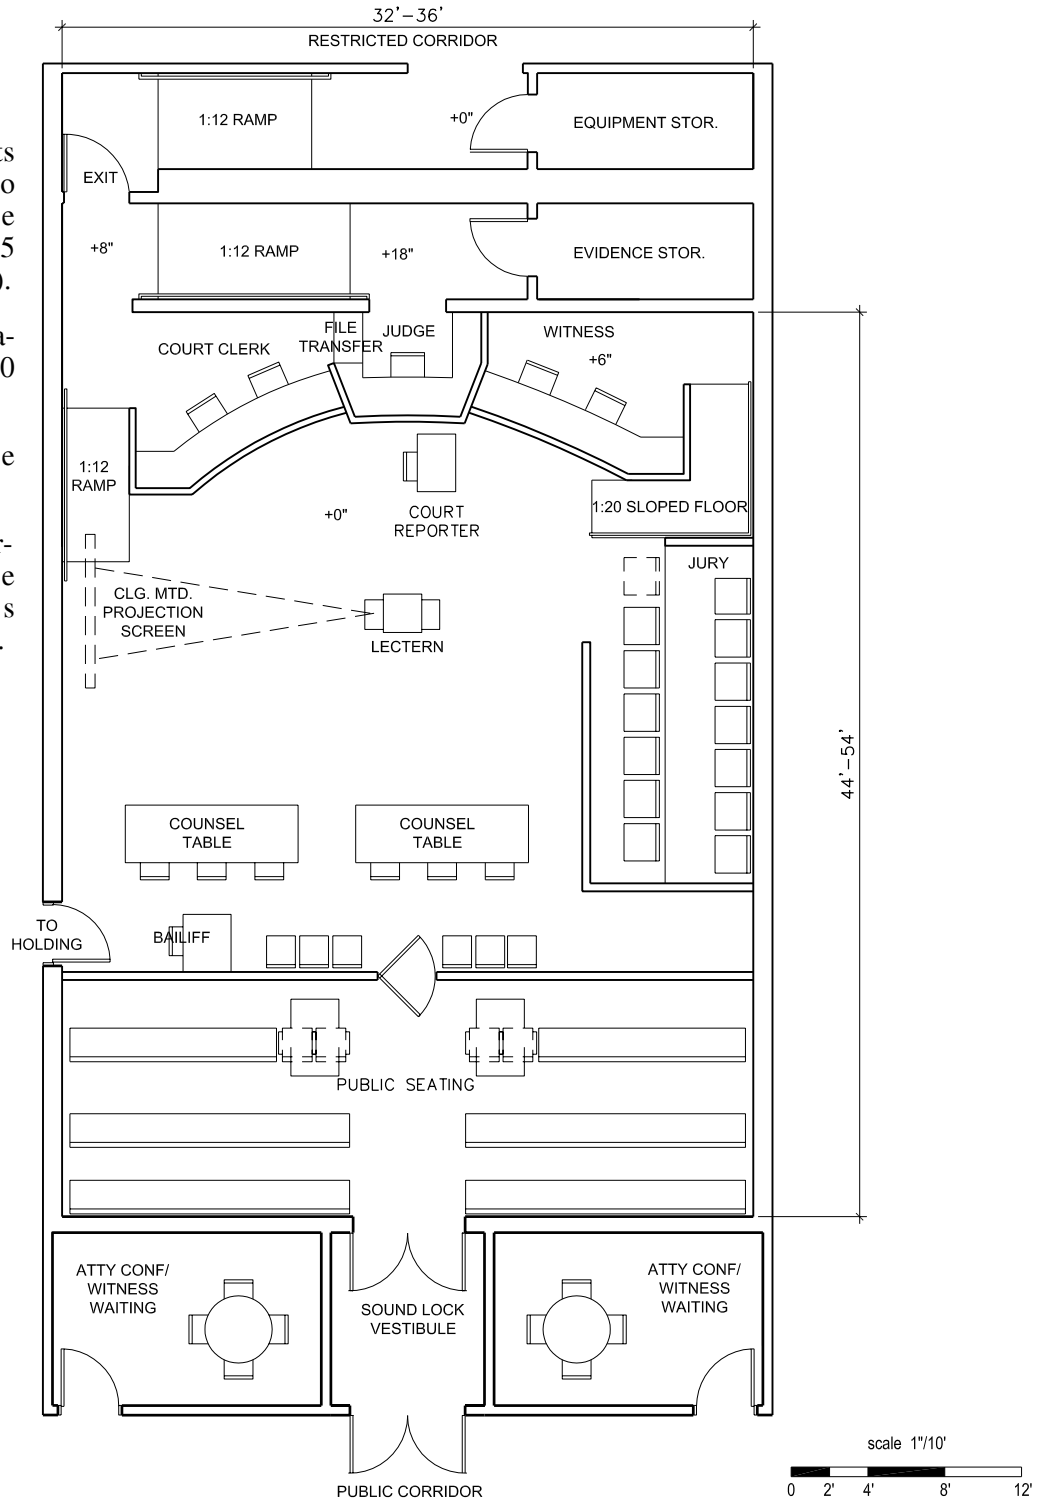 32'-36'
RESTRICTED CORRIDOR
1:12 RAMP
+0"
EQUIPMENT STOR.
ts
o
EXIT
e
5
+8"
1:12 RAMP
+18"
EVIDENCE STOR.
).
a-
0
FILE
TRANSFER
JUDGE
WITNESS
COURT CLERK
+6"
e
1:12
RAMP
+0"
COURT
REPORTER
1:20 SLOPED FLOOR
r-
e
s
.
JURY
CLG. MTD.
PROJECTION
SCREEN
LECTERN
44'-54'
COUNSEL
TABLE
COUNSEL
TABLE
TO
HOLDING
BAILIFF
PUBLIC SEATING
ATTY CONF/
WITNESS
WAITING
SOUND LOCK
VESTIBULE
ATTY CONF/
WITNESS
WAITING
PUBLIC CORRIDOR
scale 1"/10'
0 2' 4' 8' 12'